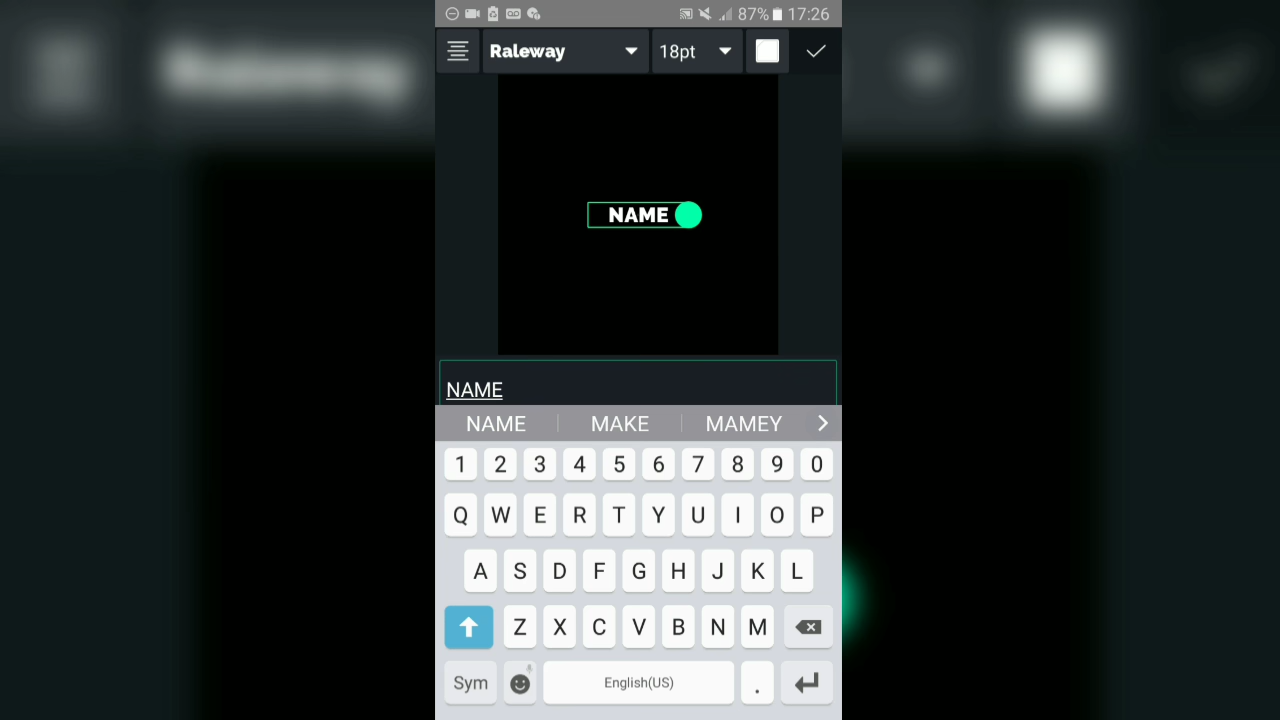 87% 17:26
Raleway 18pt
NAME
NAME
NAME MAKE MAMEY
1 2 3 4 5 6 7 8 9 0
Q W E R T Y U I O P
A S D F G H J K L
Z X C V B N M
Sym English(US) .